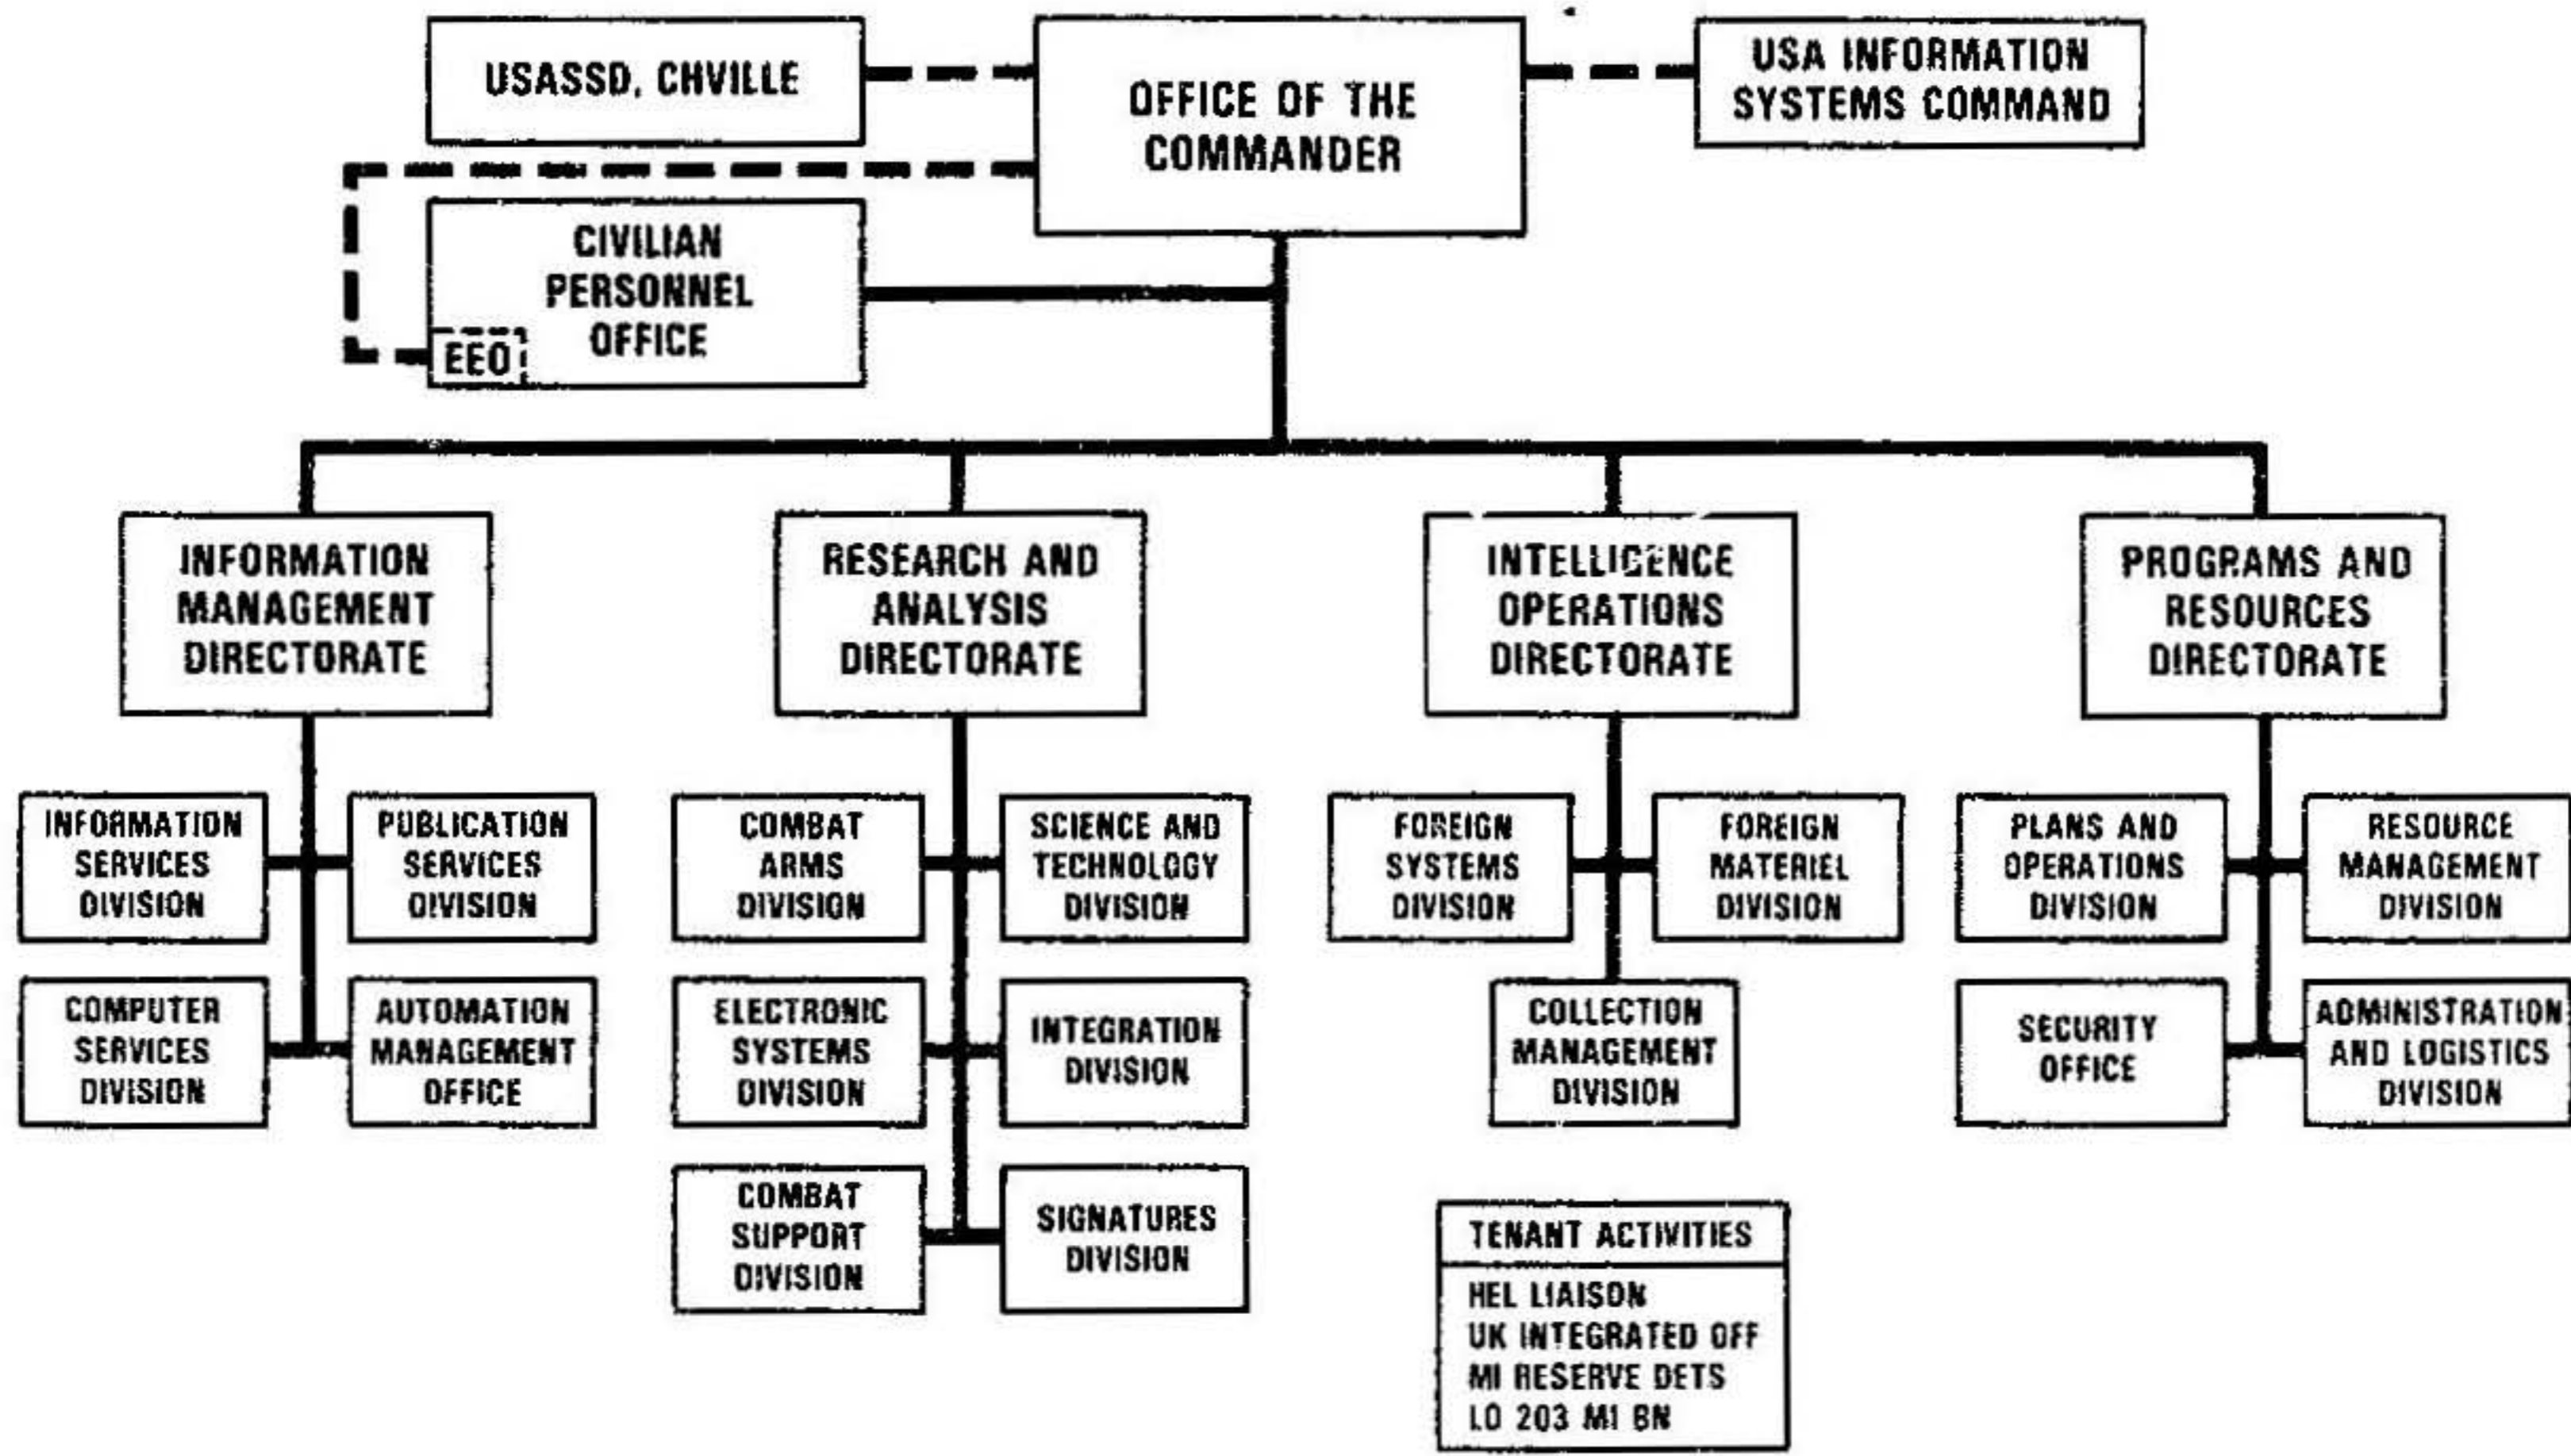 USASSD, CHVILLE
OFFICE OF THE
COMMANDER
USA INFORMATION
SYSTEMS COMMAND
CIVILIAN
PERSONNEL
OFFICE
EEO
INFORMATION
MANAGEMENT
DIRECTORATE
RESEARCH AND
ANALYSIS
DIRECTORATE
INTELLIGENCE
OPERATIONS
DIRECTORATE
PROGRAMS AND
RESOURCES
DIRECTORATE
INFORMATION
SERVICES
DIVISION
PUBLICATION
SERVICES
DIVISION
COMPUTER
SERVICES
DIVISION
AUTOMATION
MANAGEMENT
OFFICE
COMBAT
ARMS
DIVISION
SCIENCE AND
TECHNOLOGY
DIVISION
ELECTRONIC
SYSTEMS
DIVISION
INTEGRATION
DIVISION
COMBAT
SUPPORT
DIVISION
SIGNATURES
DIVISION
FOREIGN
SYSTEMS
DIVISION
FOREIGN
MATERIEL
DIVISION
COLLECTION
MANAGEMENT
DIVISION
PLANS AND
OPERATIONS
DIVISION
RESOURCE
MANAGEMENT
DIVISION
SECURITY
OFFICE
ADMINISTRATION
AND LOGISTICS
DIVISION
TENANT ACTIVITIES
HEL LIAISON
UK INTEGRATED OFF
MI RESERVE DETS
LO 203 MI BN